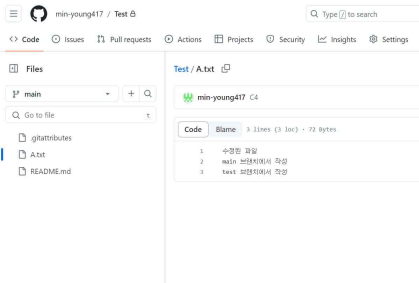 min-young417 / Test
Type / to search
Code
Issues
Pull requests
Actions
Projects
Security
Insights
Settings
Files
Test / A.txt
main
min-young417 C4
Go to file
t
Code Blame 3 lines (3 loc) · 72 Bytes
.gitattributes
1 수정된 파일
A.txt
2 main 브랜치에서 작성
README.md
3 test 브랜치에서 작성